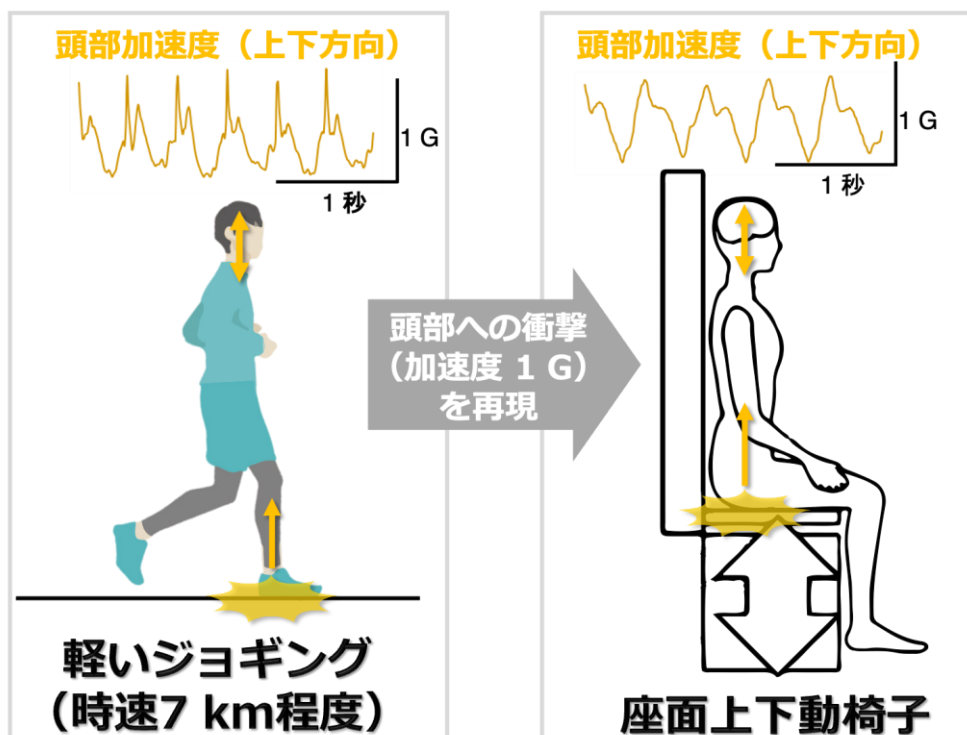 頭部加速度（上下方向）
1 G
1 秒
軽いジョギング
（時速7 km程度）
頭部への衝撃
（加速度 1 G）
を再現
頭部加速度（上下方向）
1 G
1 秒
座面上下動椅子